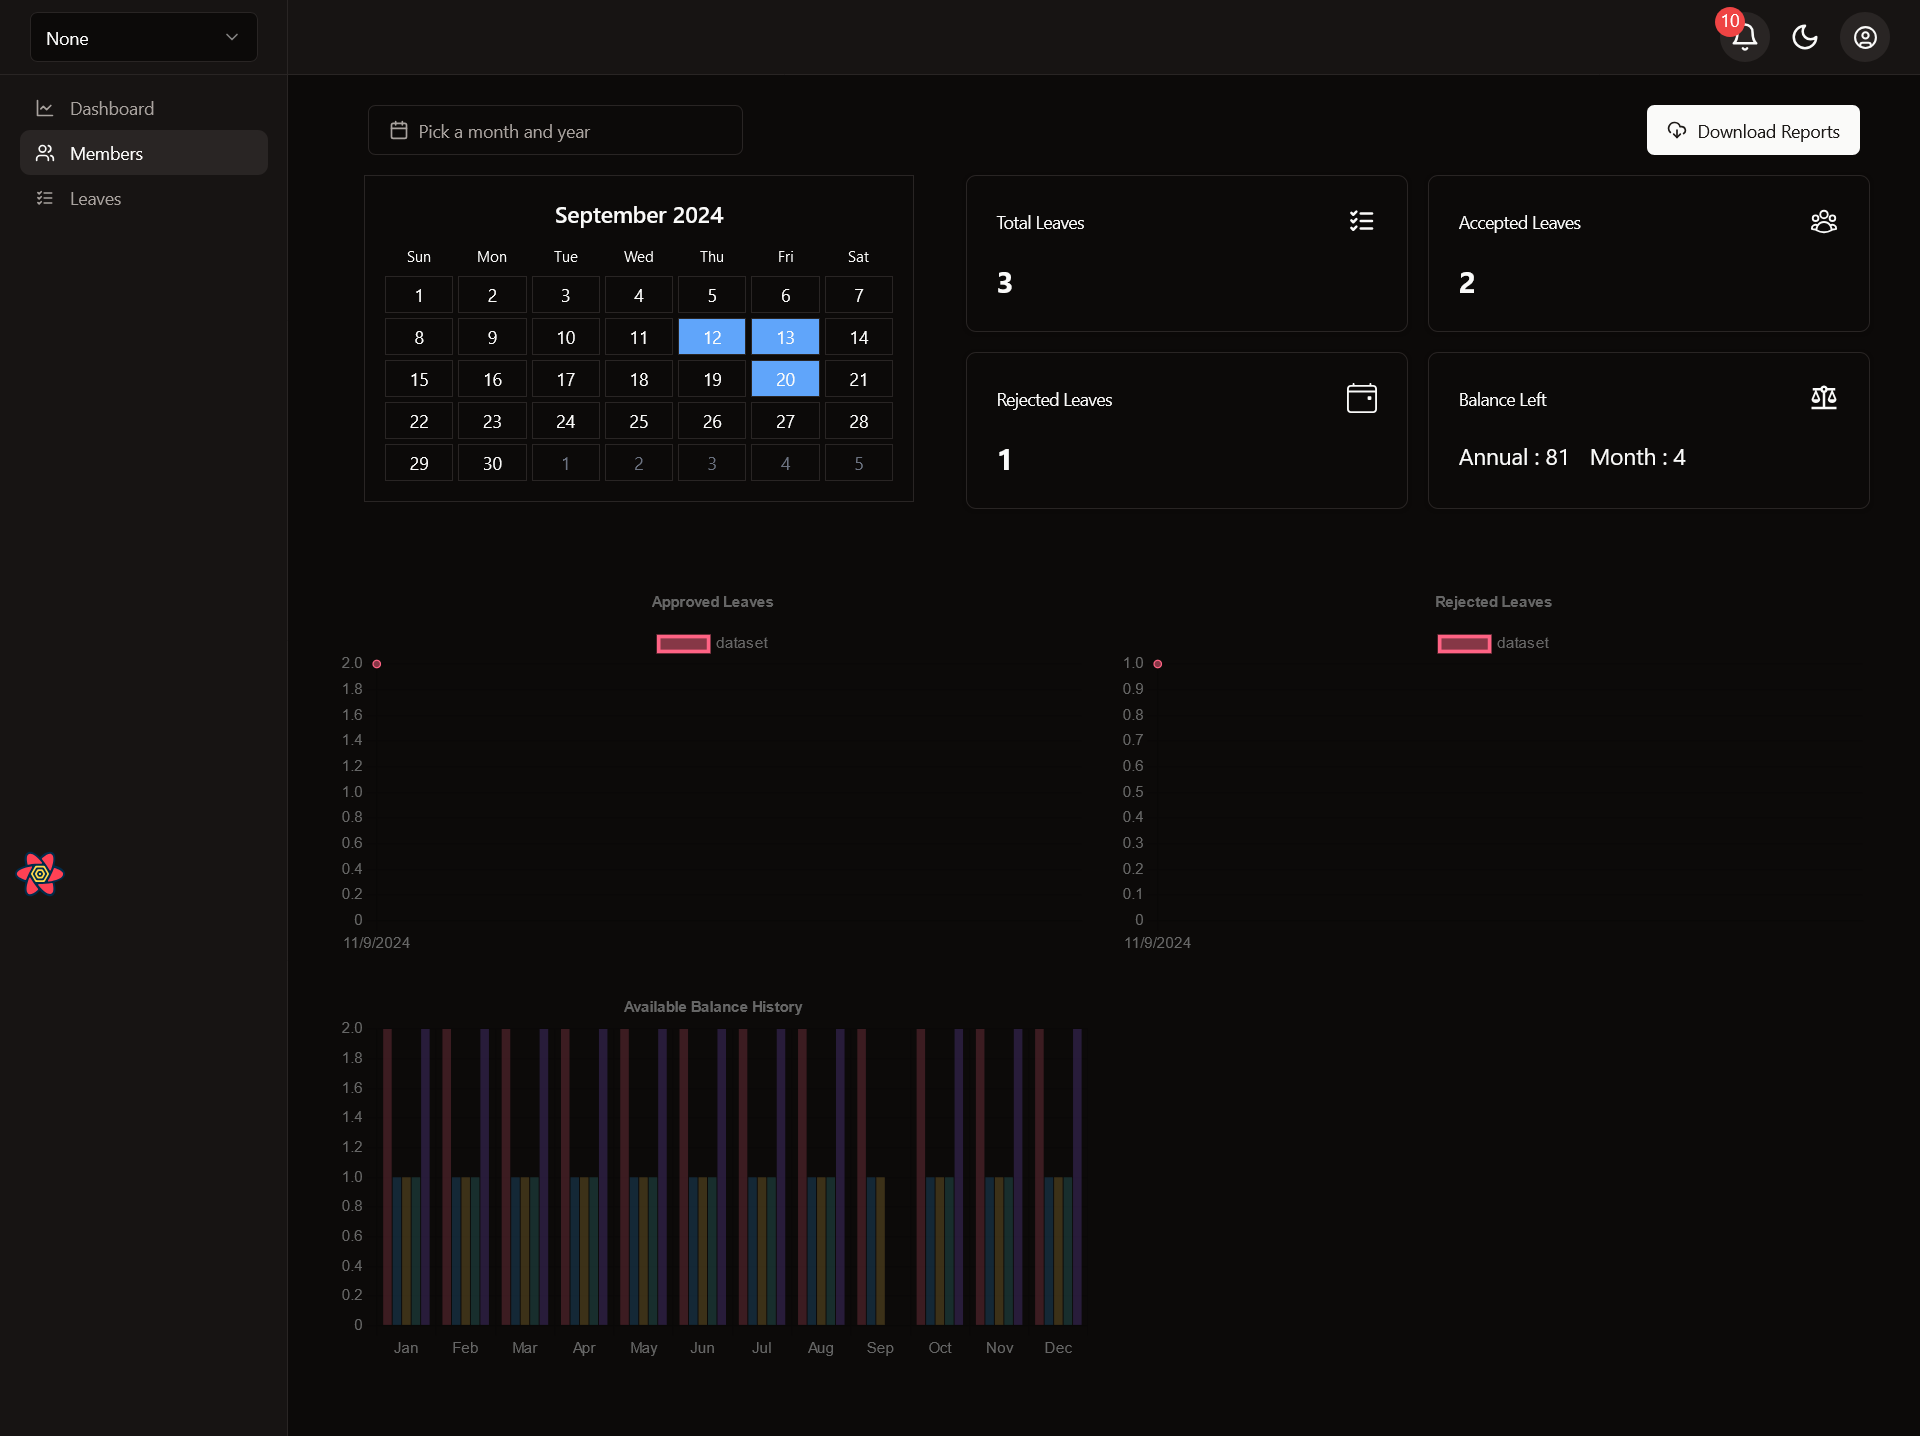 None
10
Dashboard
Members
Leaves
Pick a month and year
Download Reports
September 2024
Sun Mon Tue Wed Thu Fri Sat
1 2 3 4 5 6 7
8 9 10 11 12 13 14
15 16 17 18 19 20 21
22 23 24 25 26 27 28
29 30 1 2 3 4 5
Total Leaves
3
Accepted Leaves
2
Rejected Leaves
1
Balance Left
Annual : 81 Month : 4
Approved Leaves
dataset
2.0
1.8
1.6
1.4
1.2
1.0
0.8
0.6
0.4
0.2
0
11/9/2024
Rejected Leaves
dataset
1.0
0.9
0.8
0.7
0.6
0.5
0.4
0.3
0.2
0.1
0
11/9/2024
Available Balance History
2.0
1.8
1.6
1.4
1.2
1.0
0.8
0.6
0.4
0.2
0
Jan Feb Mar Apr May Jun Jul Aug Sep Oct Nov Dec